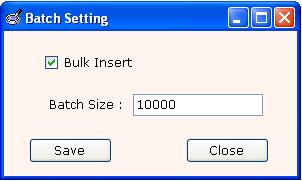 Batch Setting
Bulk Insert
Batch Size :
10000
Save
Close